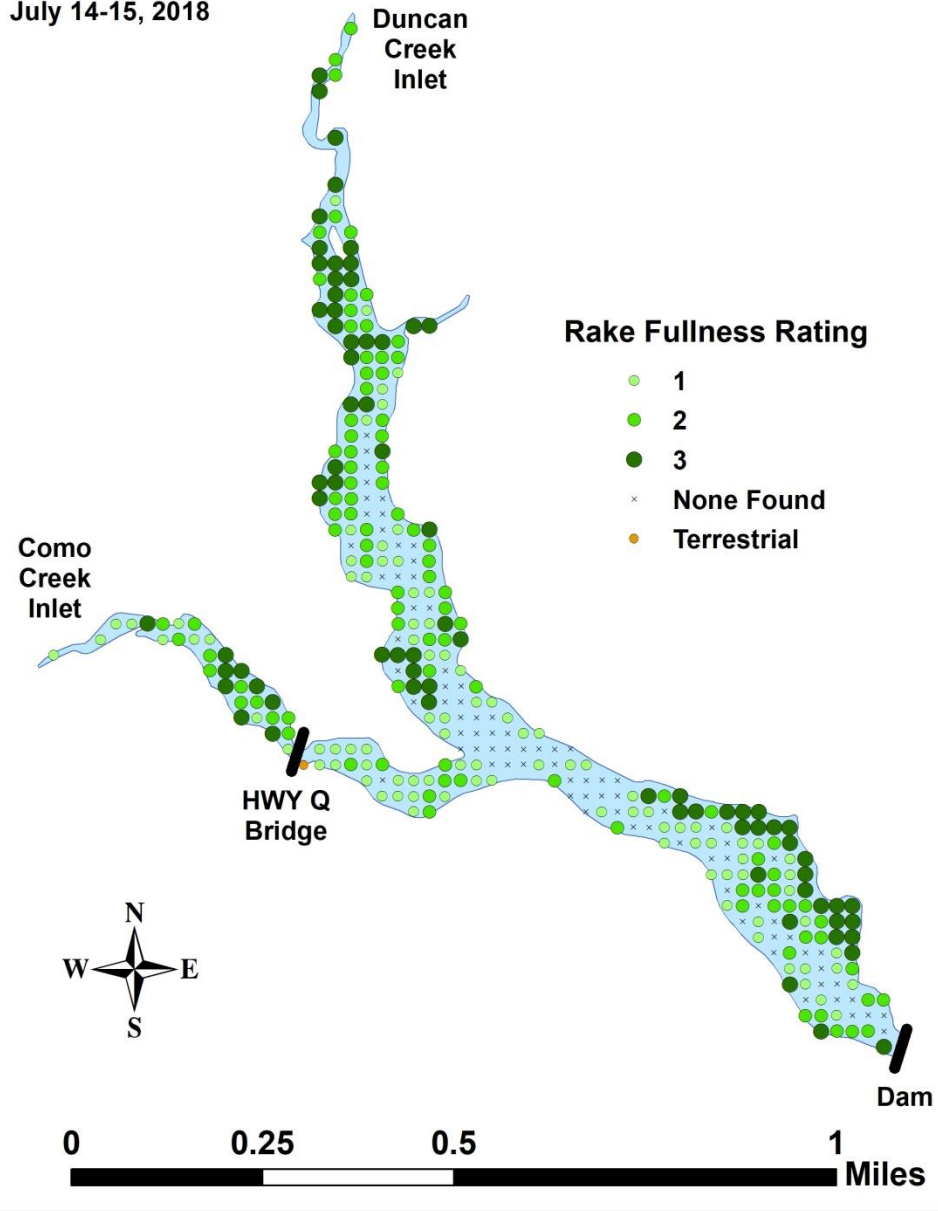 July 14-15, 2018
Duncan
Creek
Inlet
Rake Fullness Rating
1
2
3
None Found
Terrestrial
Como
Creek
Inlet
HWY Q
Bridge
N
W
E
S
Dam
0
0.25
0.5
1
Miles